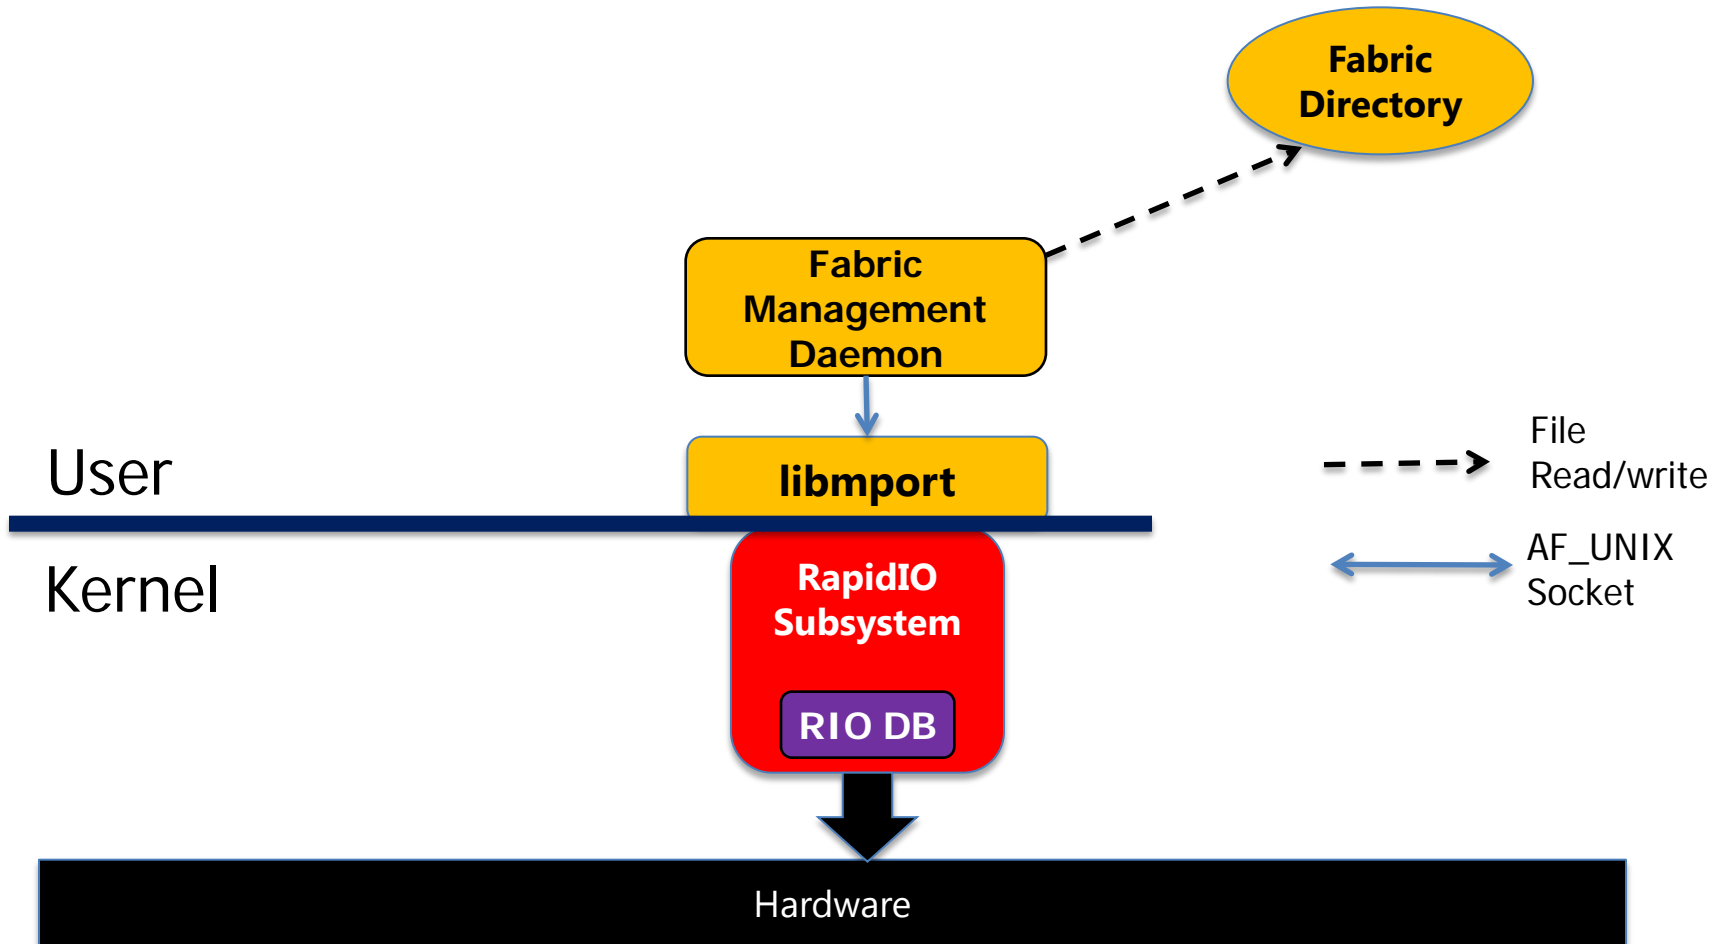 Fabric
Directory
Fabric
Management
Daemon
User
libmport
File
Read/write
Kernel
RapidIO
Subsystem
AF_UNIX
Socket
RIO DB
Hardware